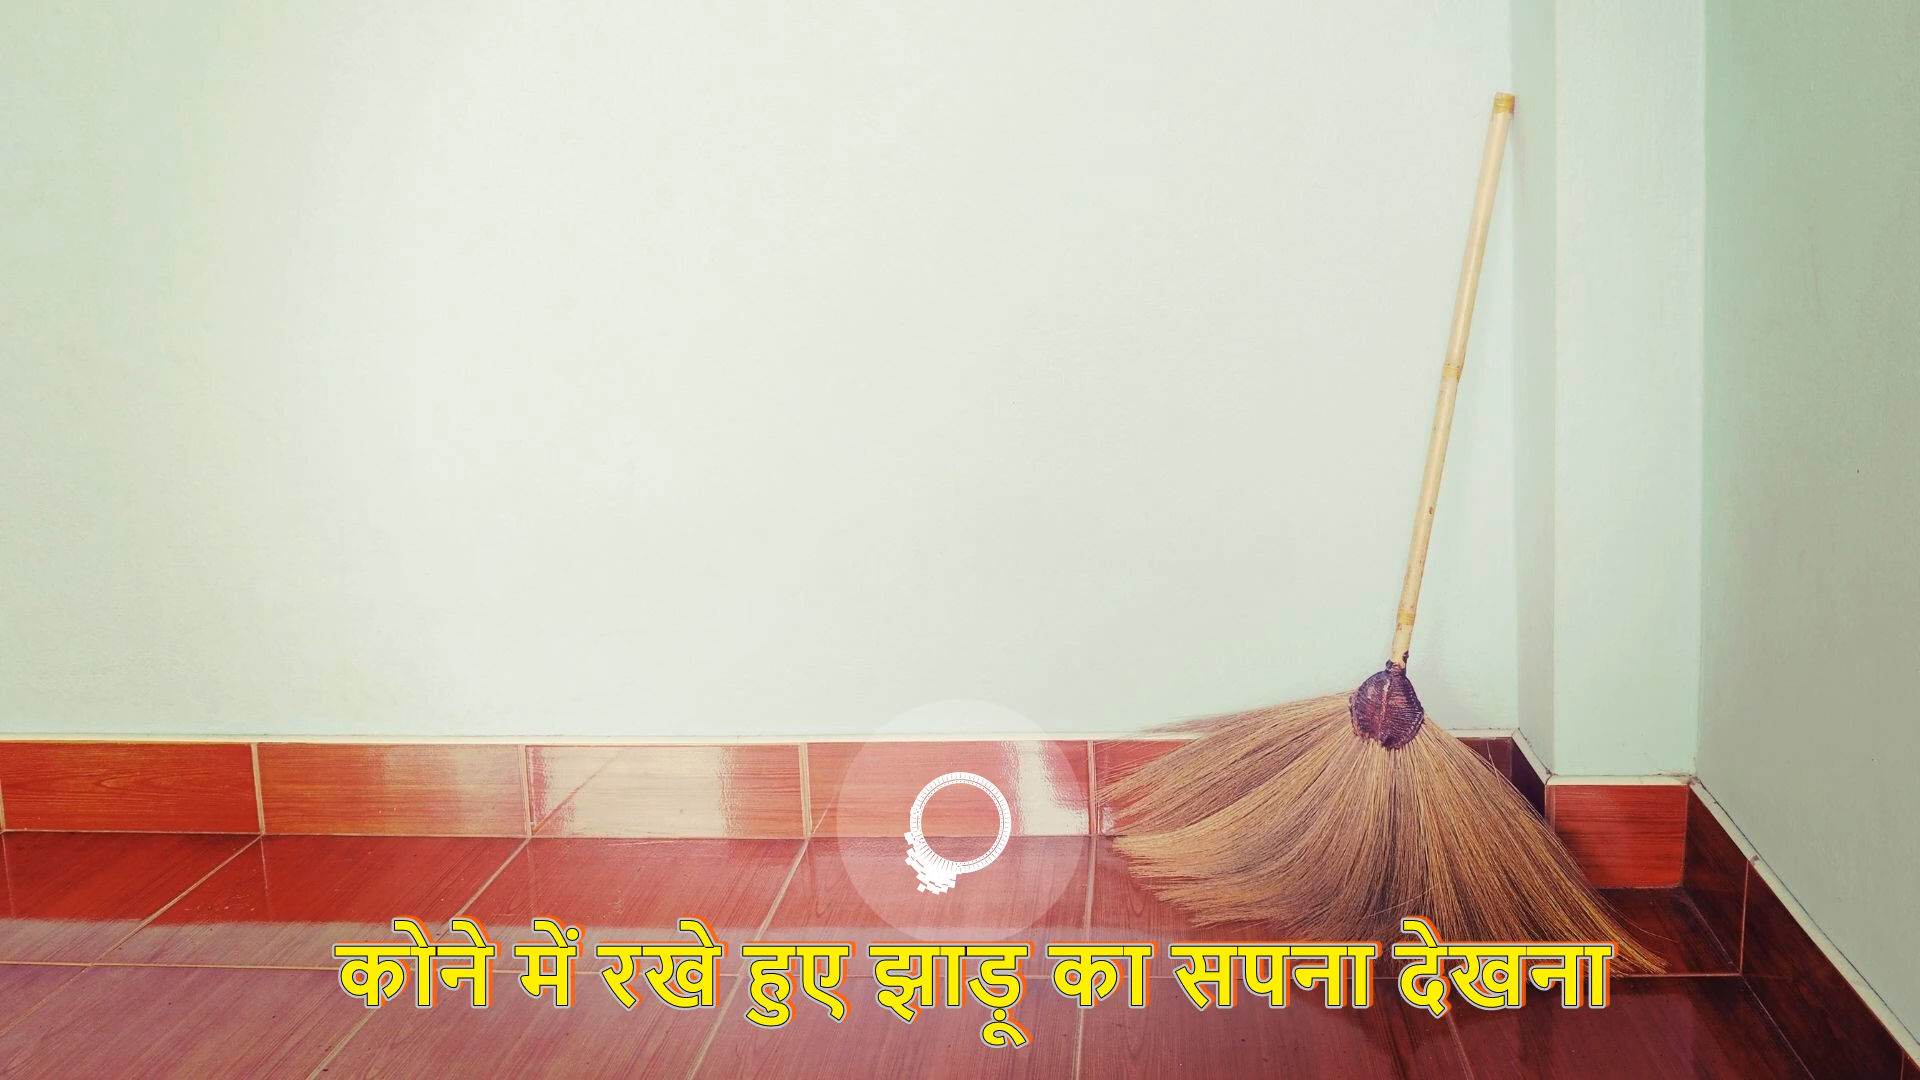 कोने में रखे हुए झाड़ू का सपना देखना